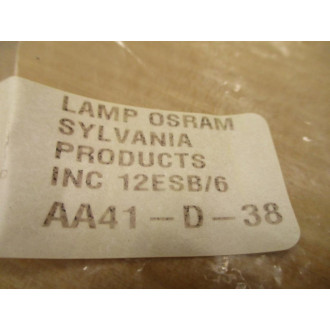 LAMP OSRAM
SYLVANIA
PRODUCTS
INC 12ESB/6
AA41-D-38